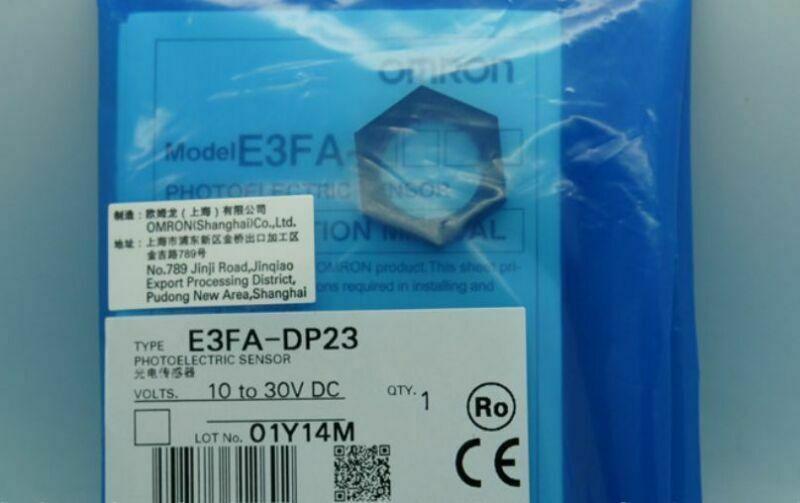 OMRON
Model E3FA-□□□
PHOTOELECTRIC SENSOR
OMRON product. This sheet pri-
required in installing and
制造：欧姆龙（上海）有限公司
OMRON(Shanghai)Co.,Ltd.
地址：上海市浦东新区金桥出口加工区
金吉路789号
No.789 Jinji Road,Jinqiao
Export Processing District,
Pudong New Area,Shanghai
TYPE E3FA-DP23
PHOTOELECTRIC SENSOR
光电传感器
VOLTS. 10 to 30V DC QTY. 1
LOT No. 01Y14M
Ro
CE